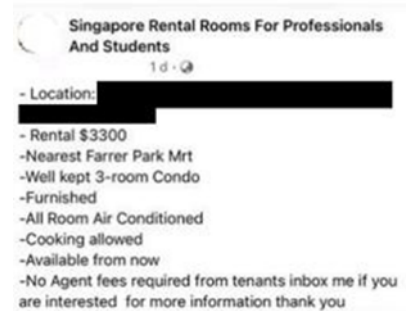 Singapore Rental Rooms For Professionals
And Students
1d ·
- Location:
- Rental $3300
-Nearest Farrer Park Mrt
-Well kept 3-room Condo
-Furnished
-All Room Air Conditioned
-Cooking allowed
-Available from now
-No Agent fees required from tenants inbox me if you
are interested for more information thank you